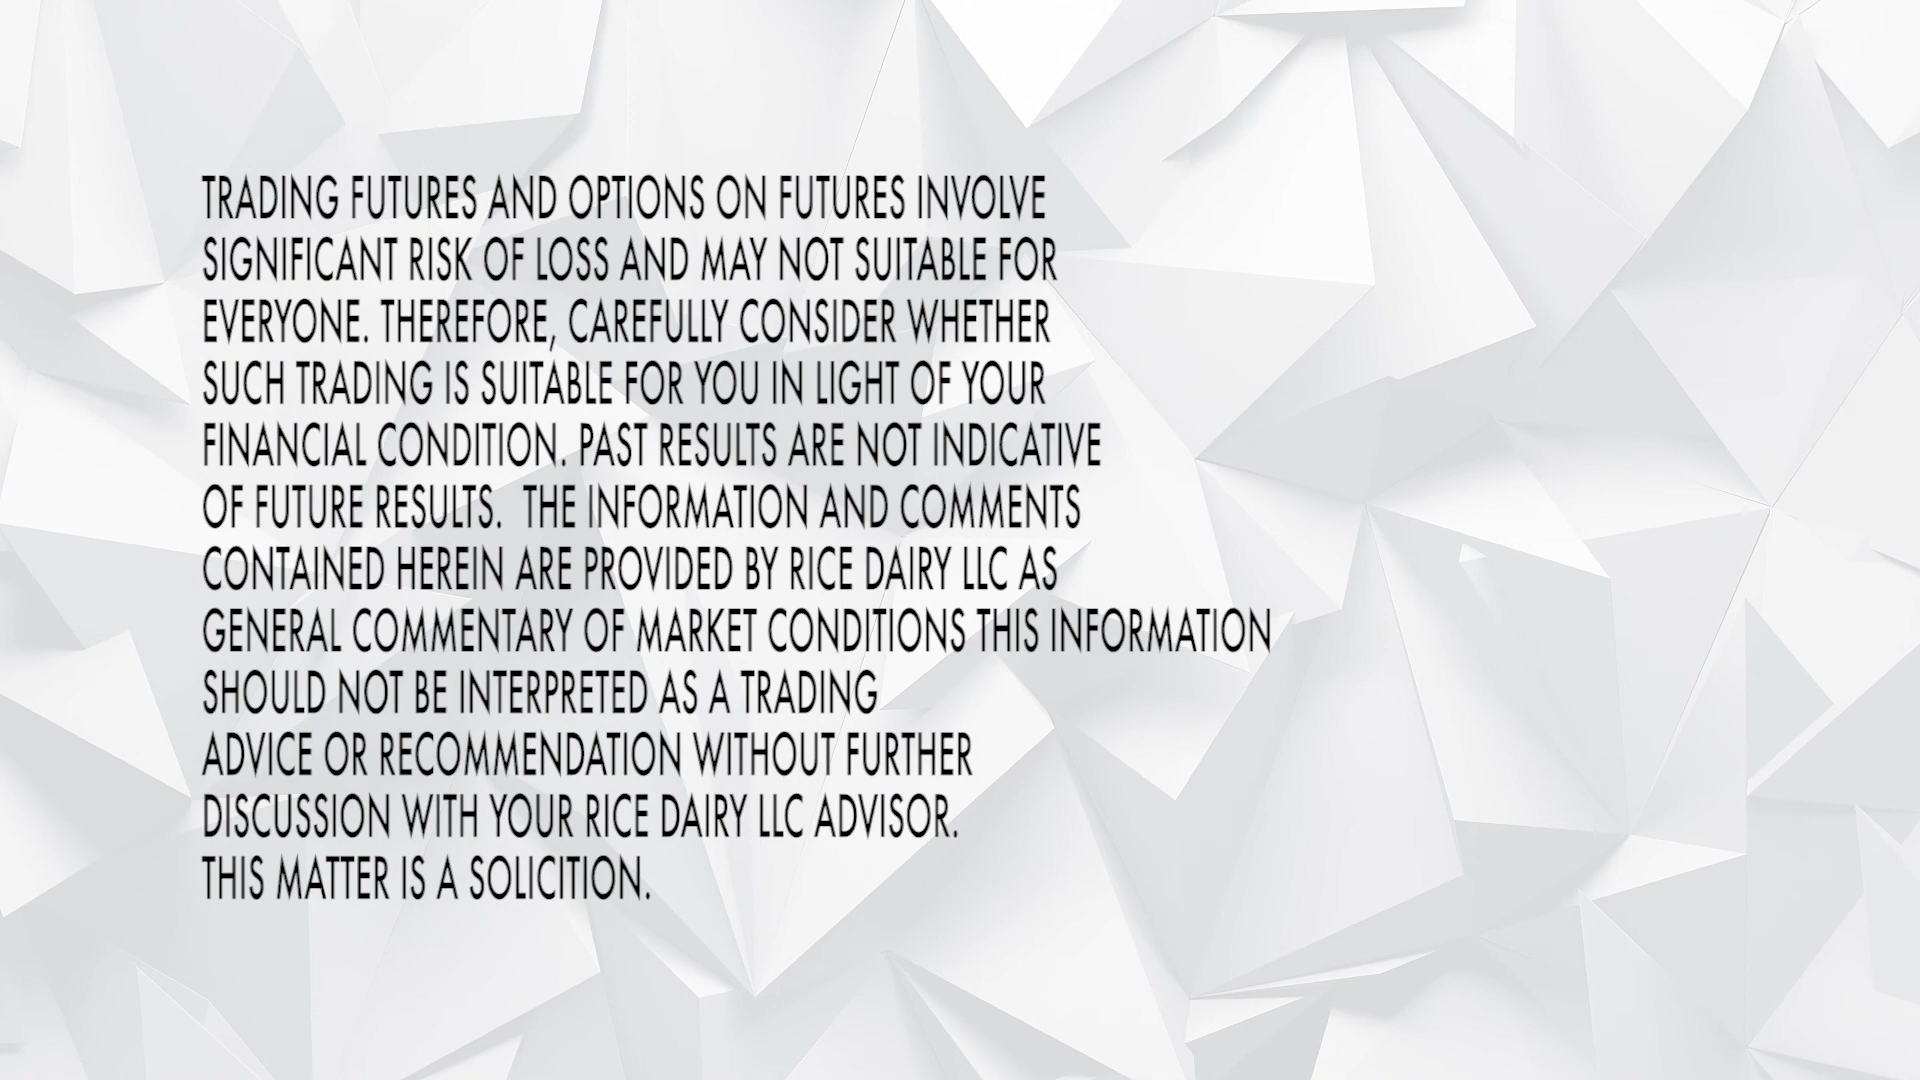 TRADING FUTURES AND OPTIONS ON FUTURES INVOLVE
SIGNIFICANT RISK OF LOSS AND MAY NOT SUITABLE FOR
EVERYONE. THEREFORE, CAREFULLY CONSIDER WHETHER
SUCH TRADING IS SUITABLE FOR YOU IN LIGHT OF YOUR
FINANCIAL CONDITION. PAST RESULTS ARE NOT INDICATIVE
OF FUTURE RESULTS.  THE INFORMATION AND COMMENTS
CONTAINED HEREIN ARE PROVIDED BY RICE DAIRY LLC AS
GENERAL COMMENTARY OF MARKET CONDITIONS THIS INFORMATION
SHOULD NOT BE INTERPRETED AS A TRADING
ADVICE OR RECOMMENDATION WITHOUT FURTHER
DISCUSSION WITH YOUR RICE DAIRY LLC ADVISOR.
THIS MATTER IS A SOLICITION.